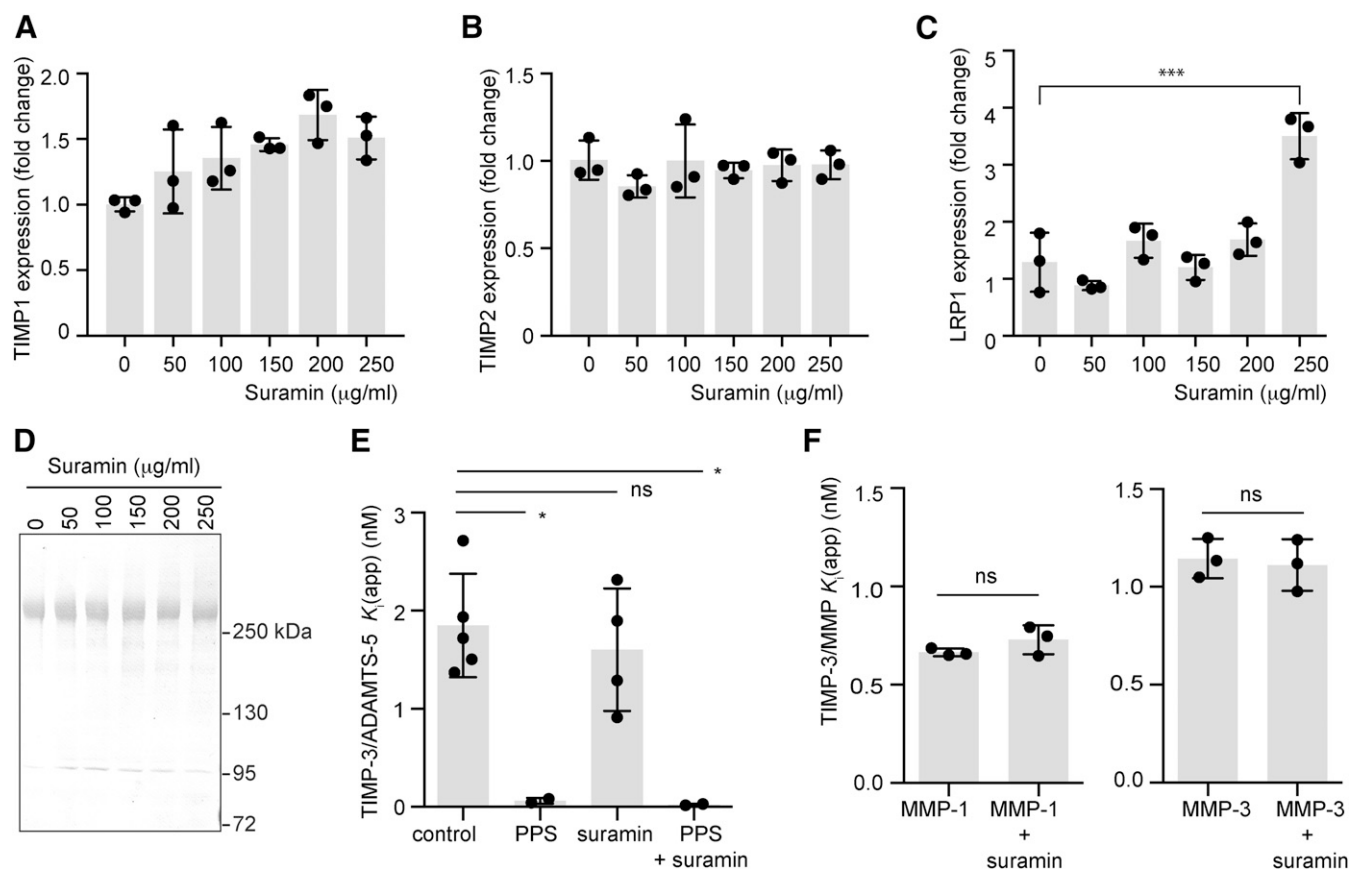 A
TIMP1 expression (fold change)
2.0
1.5
1.0
0.5
0
0 50 100 150 200 250
Suramin (µg/ml)
B
TIMP2 expression (fold change)
1.5
1.0
0.5
0
0 50 100 150 200 250
Suramin (µg/ml)
C
LRP1 expression (fold change)
5
4
3
2
1
0
***
0 50 100 150 200 250
Suramin (µg/ml)
D
Suramin (µg/ml)
0 50 100 150 200 250
-250 kDa
-130
-95
-72
E
TIMP-3/ADAMTS-5 Ki(app) (nM)
3
2
1
0
*
ns
*
control PPS suramin PPS
+ suramin
F
TIMP-3/MMP Ki(app) (nM)
1.5
1.0
0.5
0.0
ns
MMP-1 MMP-1
+
suramin
1.5
1.0
0.5
0.0
ns
MMP-3 MMP-3
+
suramin